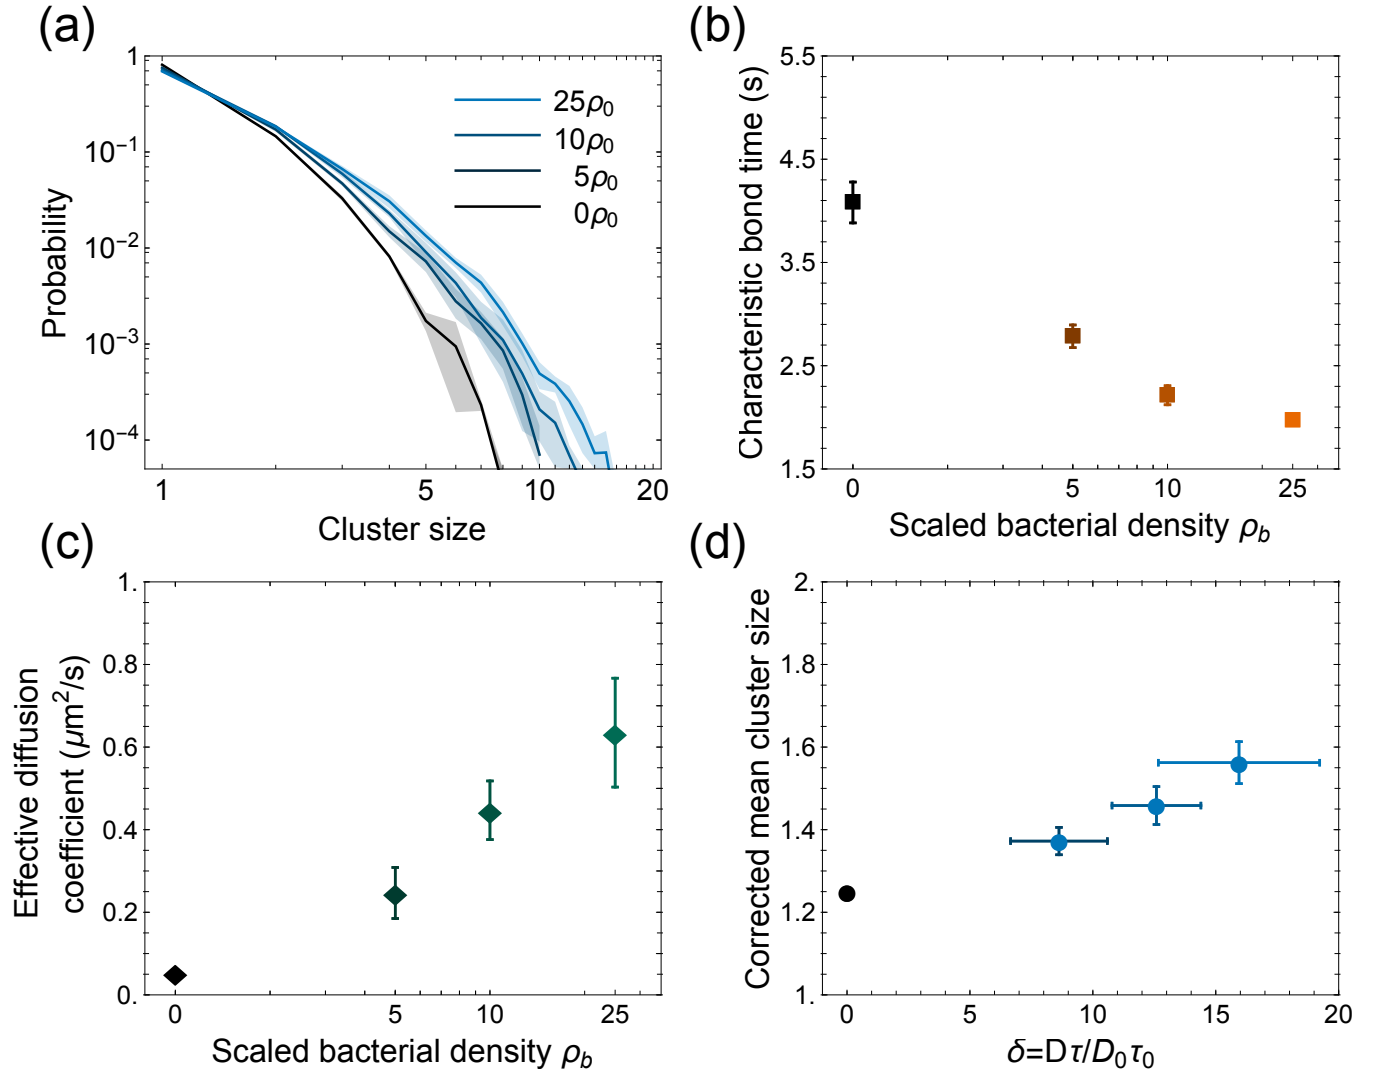 (a)
Probability
1
10⁻¹
10⁻²
10⁻³
10⁻⁴
25ρ₀
10ρ₀
5ρ₀
0ρ₀
1 5 10 20
Cluster size
(b)
Characteristic bond time (s)
5.5
4.5
3.5
2.5
1.5
0 5 10 25
Scaled bacterial density ρ_b
(c)
Effective diffusion
coefficient (μm²/s)
1.
0.8
0.6
0.4
0.2
0.
0 5 10 25
Scaled bacterial density ρ_b
(d)
Corrected mean cluster size
2.
1.8
1.6
1.4
1.2
1.
0 5 10 15 20
δ=Dτ/D₀τ₀